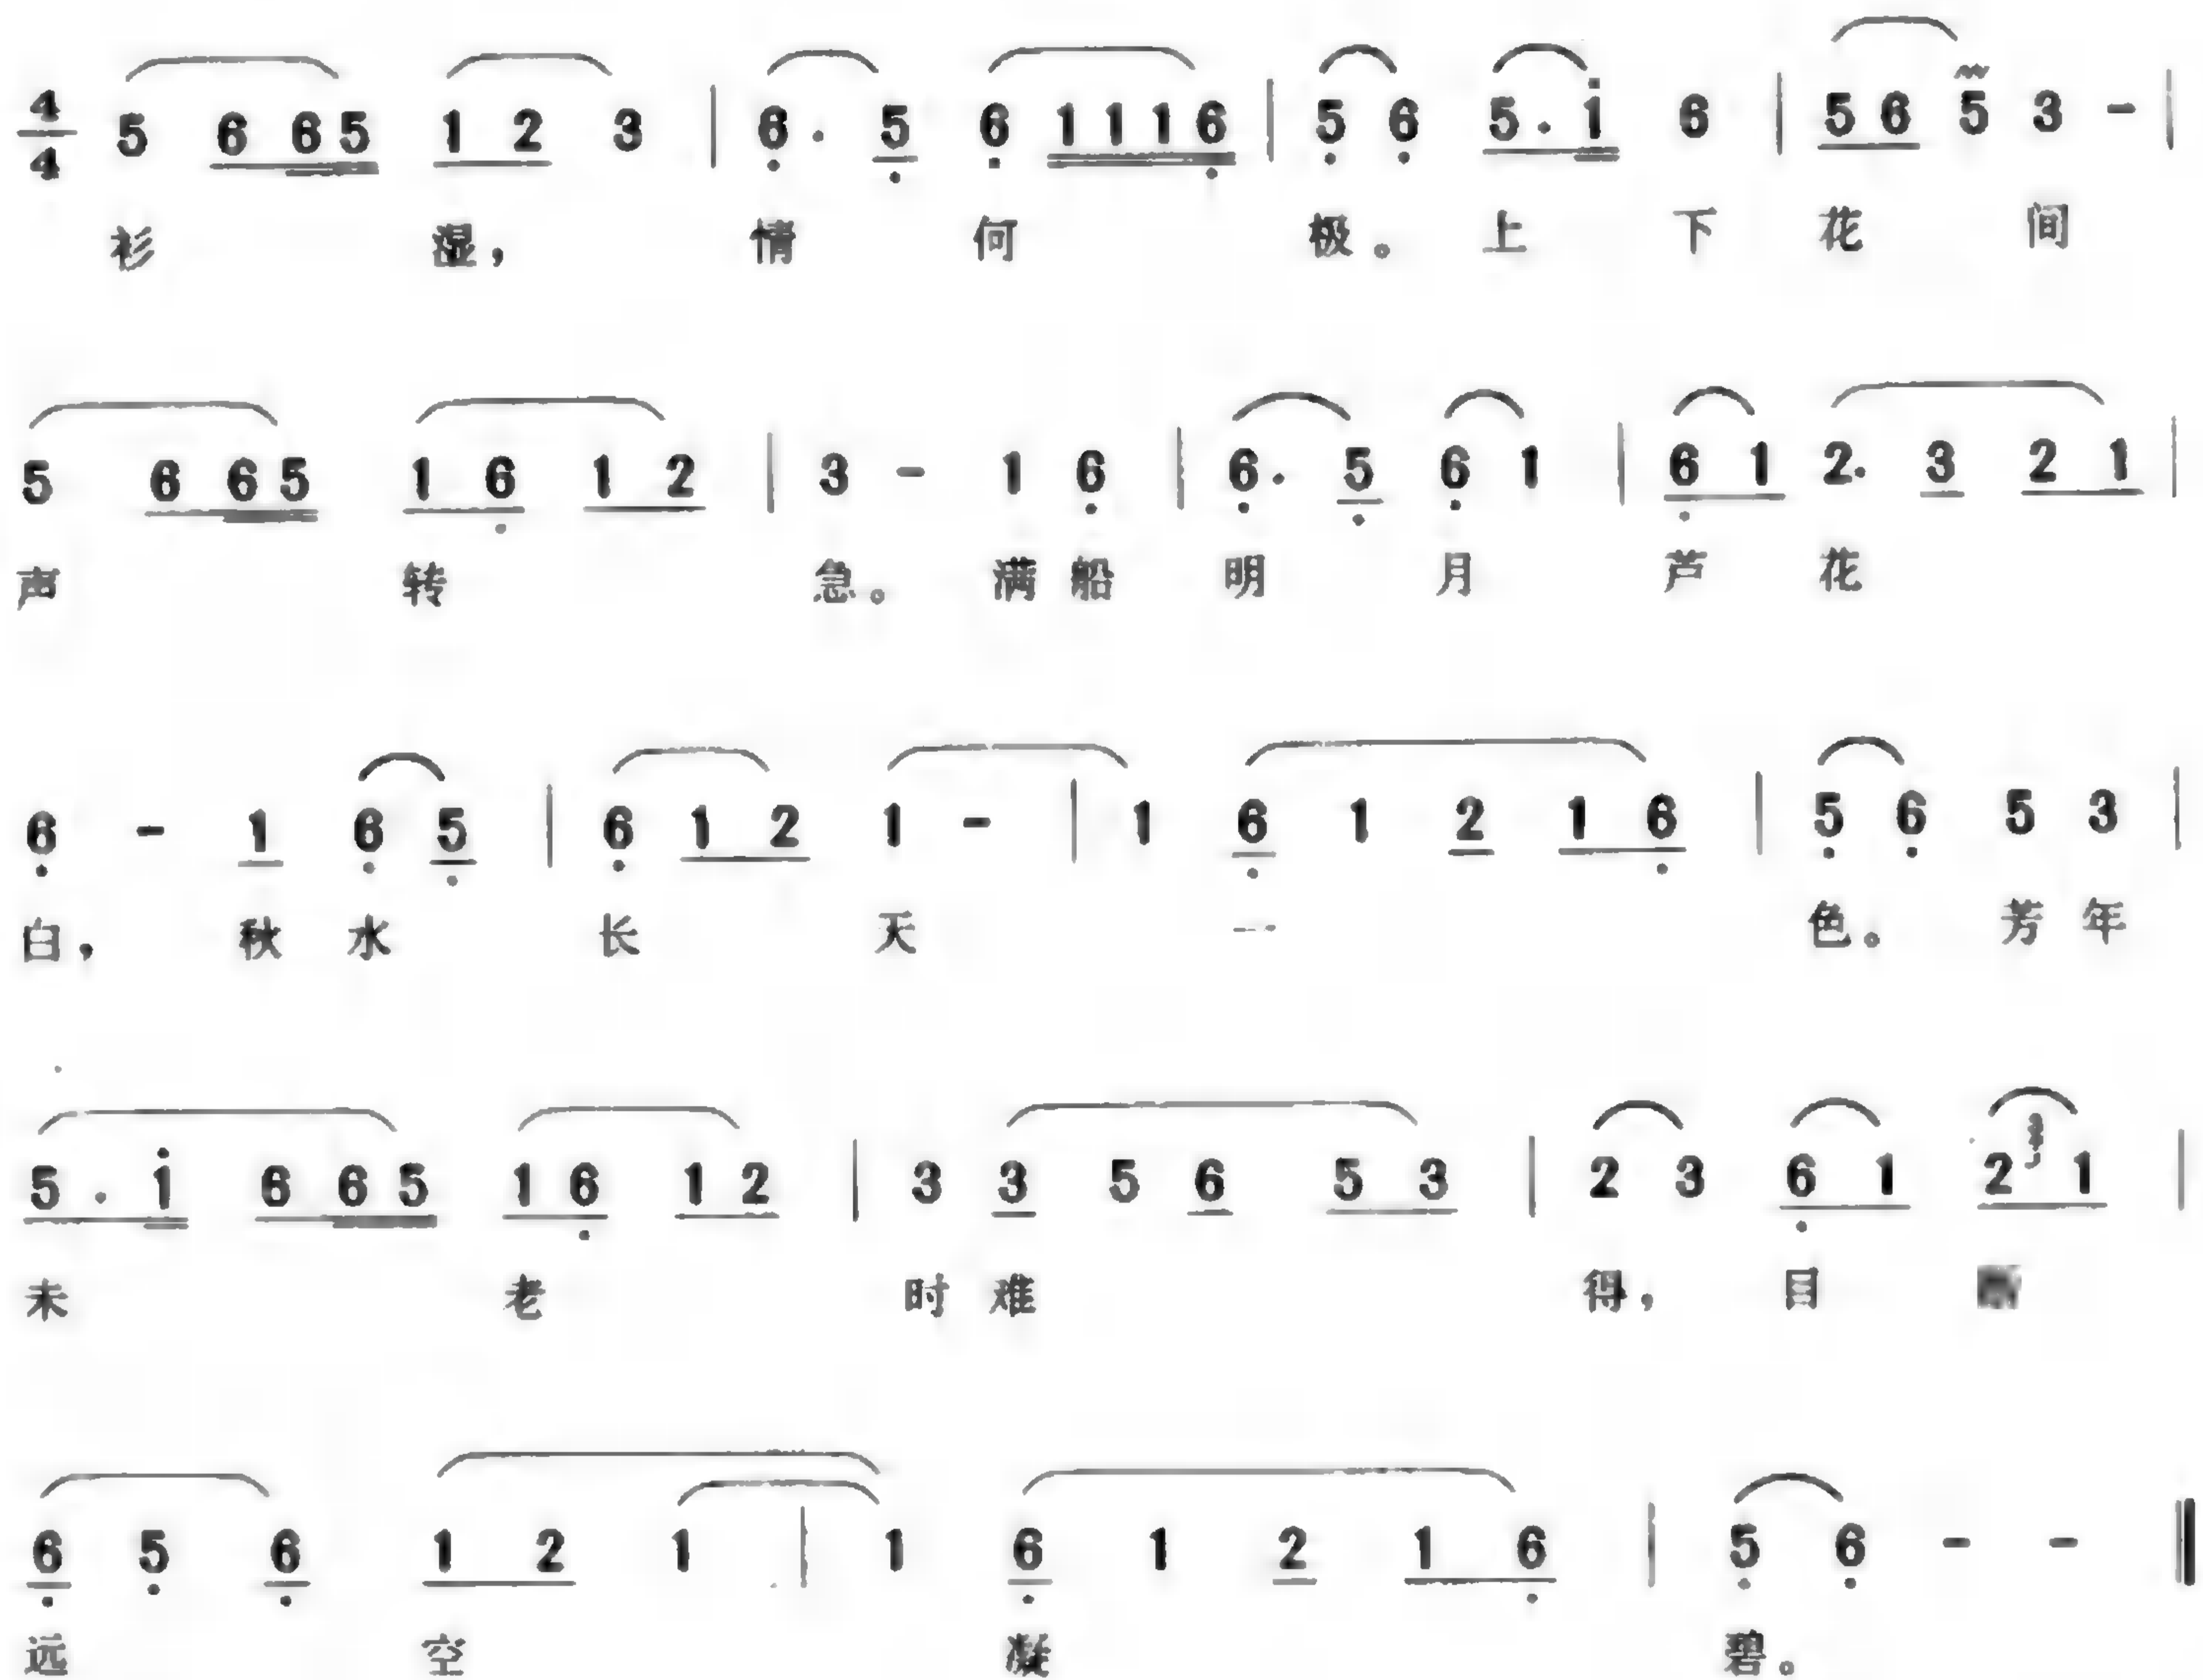 4/4 5 6 6 5 1 2 3 | 6 · 5 6 1 1 1 6 | 5 6 5 · i 6 | 5 6 5 3 - |
衫 湿， 情 何 极。 上 下 花 间
5 6 6 5 1 6 1 2 | 3 - 1 6 | 6 · 5 6 1 | 6 1 2 · 3 2 1 |
声 转 急。 满 船 明 月 芦 花
6 - 1 6 5 | 6 1 2 1 - | 1 6 1 2 1 6 | 5 6 5 3 |
白， 秋 水 长 天 一 色。 芳 年
5 · i 6 6 5 1 6 1 2 | 3 3 5 6 5 3 | 2 3 6 1 2 1 |
未 老 时 难 得， 目
6 5 6 1 2 1 | 1 6 1 2 1 6 | 5 6 - - ‖
远 空 凝 碧。